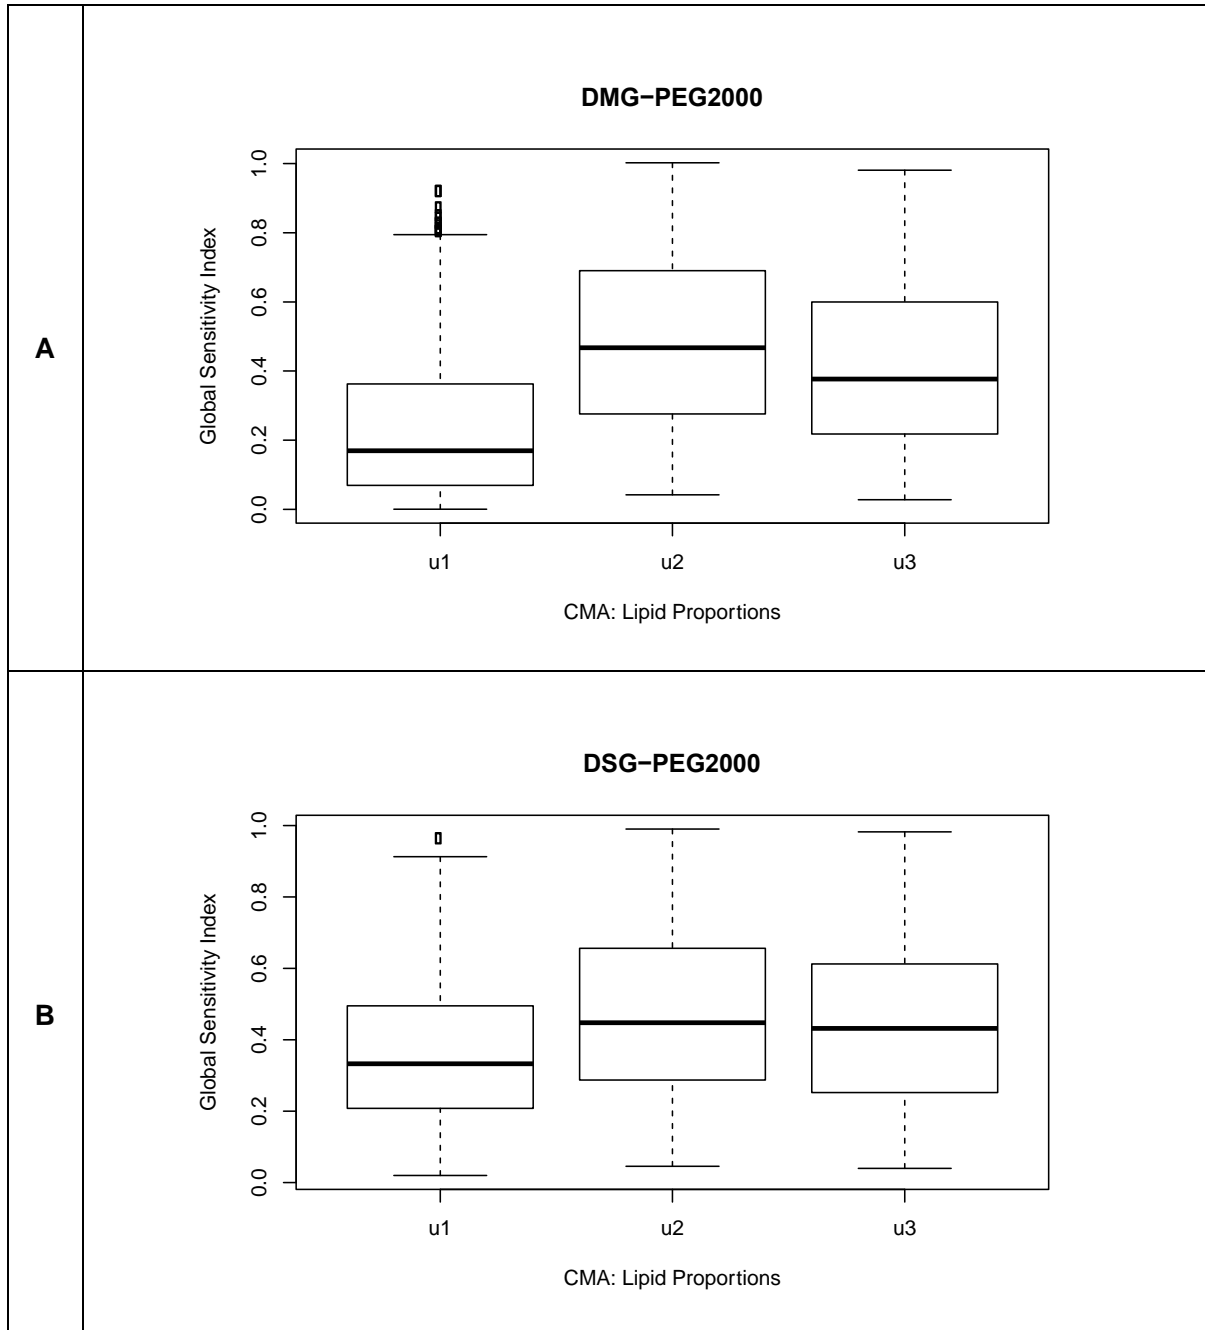 A
DMG−PEG2000
Global Sensitivity Index
1.0
0.8
0.6
0.4
0.2
0.0
u1 u2 u3
CMA: Lipid Proportions
B
DSG−PEG2000
Global Sensitivity Index
1.0
0.8
0.6
0.4
0.2
0.0
u1 u2 u3
CMA: Lipid Proportions